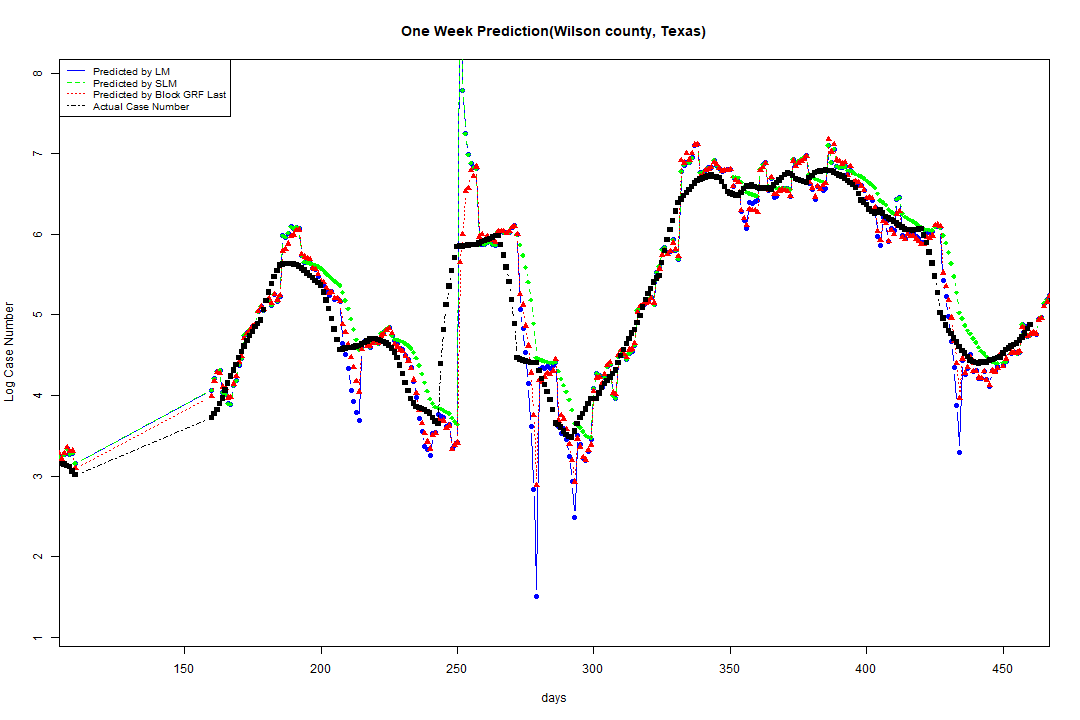 One Week Prediction(Wilson county, Texas)
Predicted by LM
Predicted by SLM
Predicted by Block GRF Last
Actual Case Number
8
7
6
5
4
3
2
1
Log Case Number
150 200 250 300 350 400 450
days